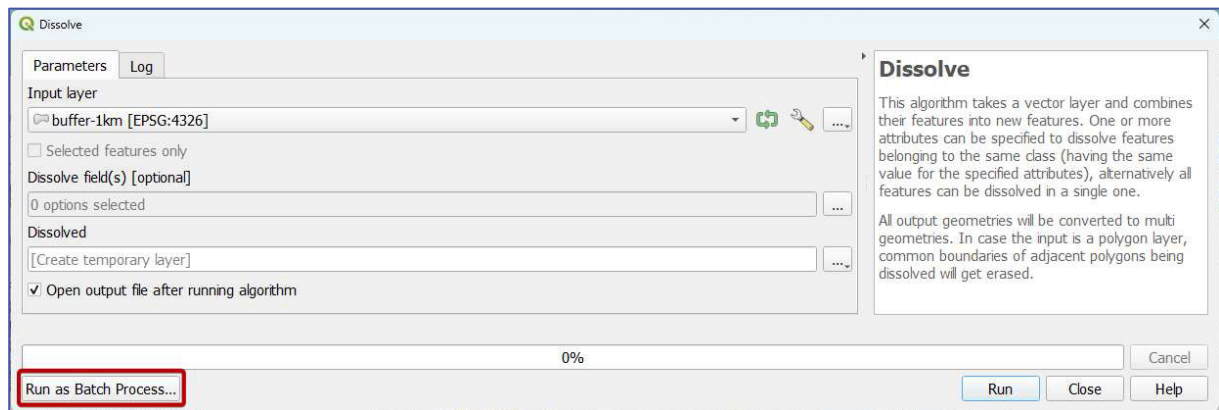 Dissolve
Parameters
Log
Input layer
buffer-1km [EPSG:4326]
...
Selected features only
Dissolve field(s) [optional]
0 options selected
...
Dissolved
[Create temporary layer]
...
Open output file after running algorithm
Dissolve
This algorithm takes a vector layer and combines
their features into new features. One or more
attributes can be specified to dissolve features
belonging to the same class (having the same
value for the specified attributes), alternatively all
features can be dissolved in a single one.
All output geometries will be converted to multi
geometries. In case the input is a polygon layer,
common boundaries of adjacent polygons being
dissolved will get erased.
0%
Cancel
Run as Batch Process...
Run
Close
Help